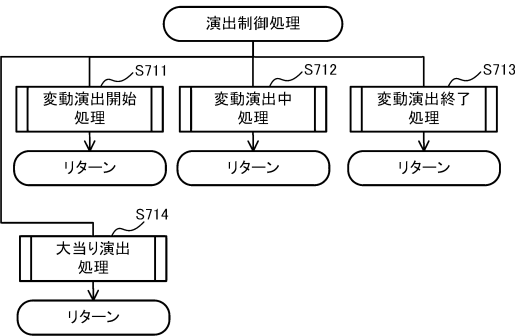 演出制御処理
S711
変動演出開始
処理
リターン
S712
変動演出中
処理
リターン
S713
変動演出終了
処理
リターン
S714
大当り演出
処理
リターン